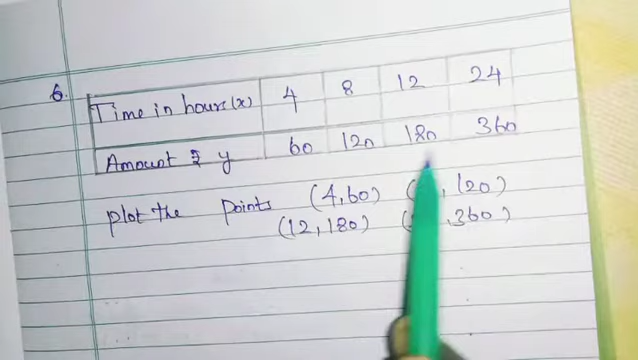 6. Time in hours(x) 4 8 12 24
Amount ₹ y 60 120 180 360
plot the points (4,60) ( , 120)
(12,180) ( ,360)